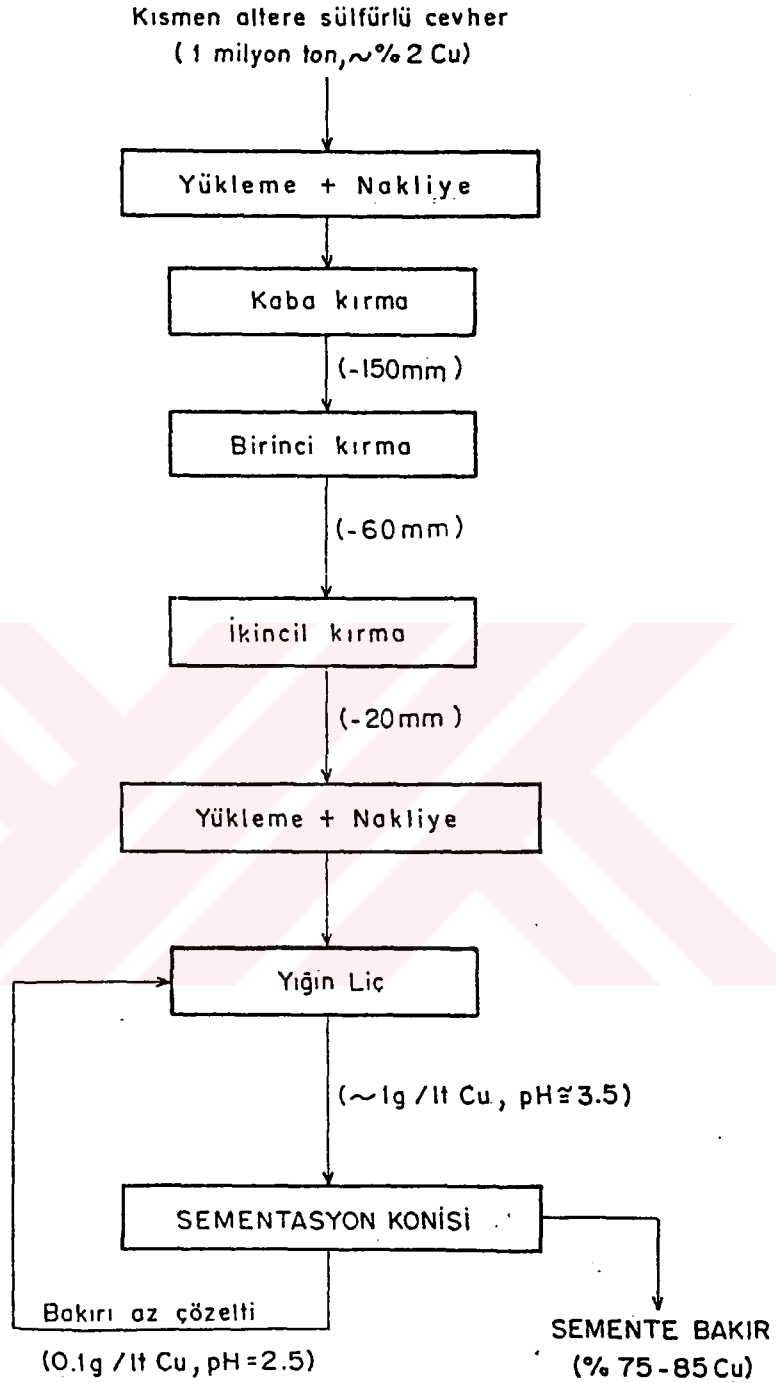 Kısmen altere sülfürlü cevher
( 1 milyon ton, ~% 2 Cu)
Yükleme + Nakliye
Kaba kırma
(-150mm)
Birinci kırma
(-60mm)
İkincil kırma
(-20mm)
Yükleme + Nakliye
Yığın Liç
(~1g /lt Cu, pH≅3.5)
SEMENTASYON KONİSİ
Bakırı az çözelti
(0.1g /lt Cu, pH=2.5)
SEMENTE BAKIR
(% 75-85 Cu)